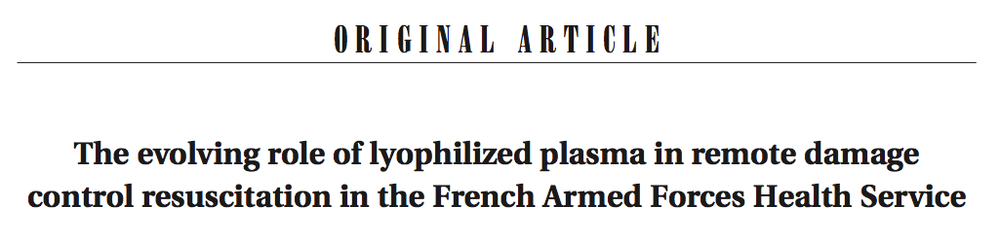 ORIGINAL ARTICLE
The evolving role of lyophilized plasma in remote damage
control resuscitation in the French Armed Forces Health Service